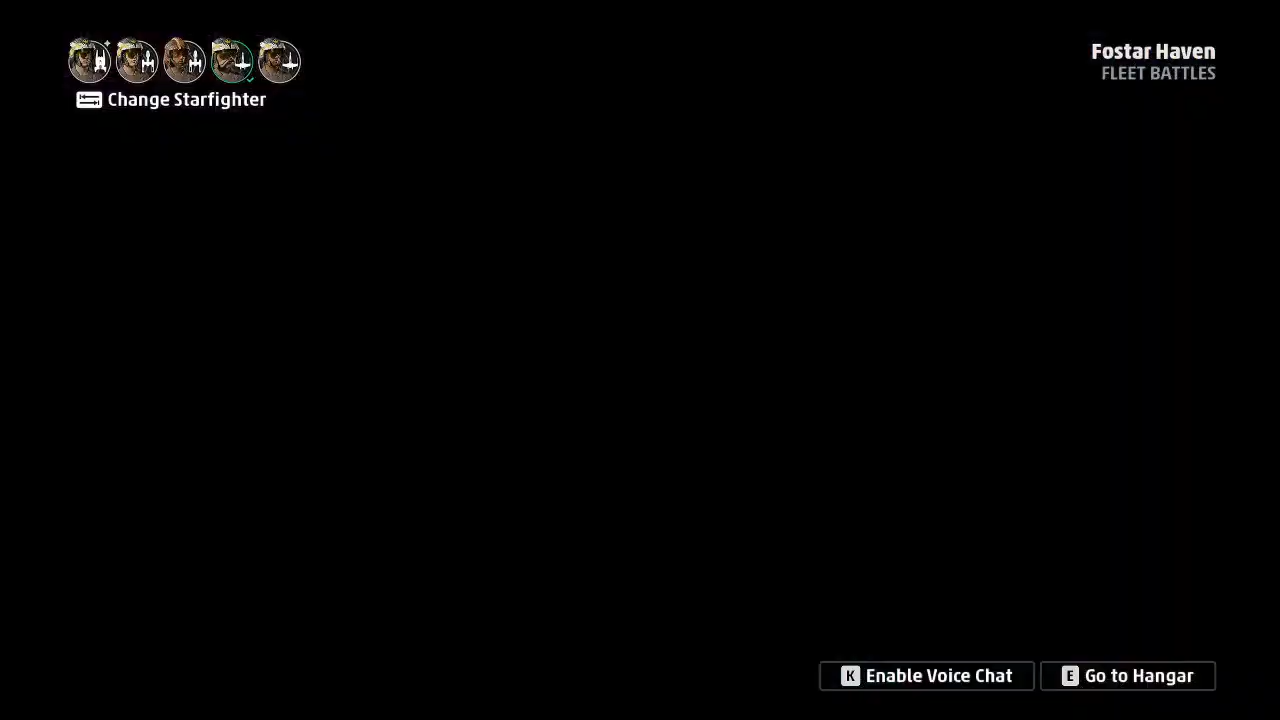 Fostar Haven
FLEET BATTLES
Change Starfighter
K Enable Voice Chat
E Go to Hangar